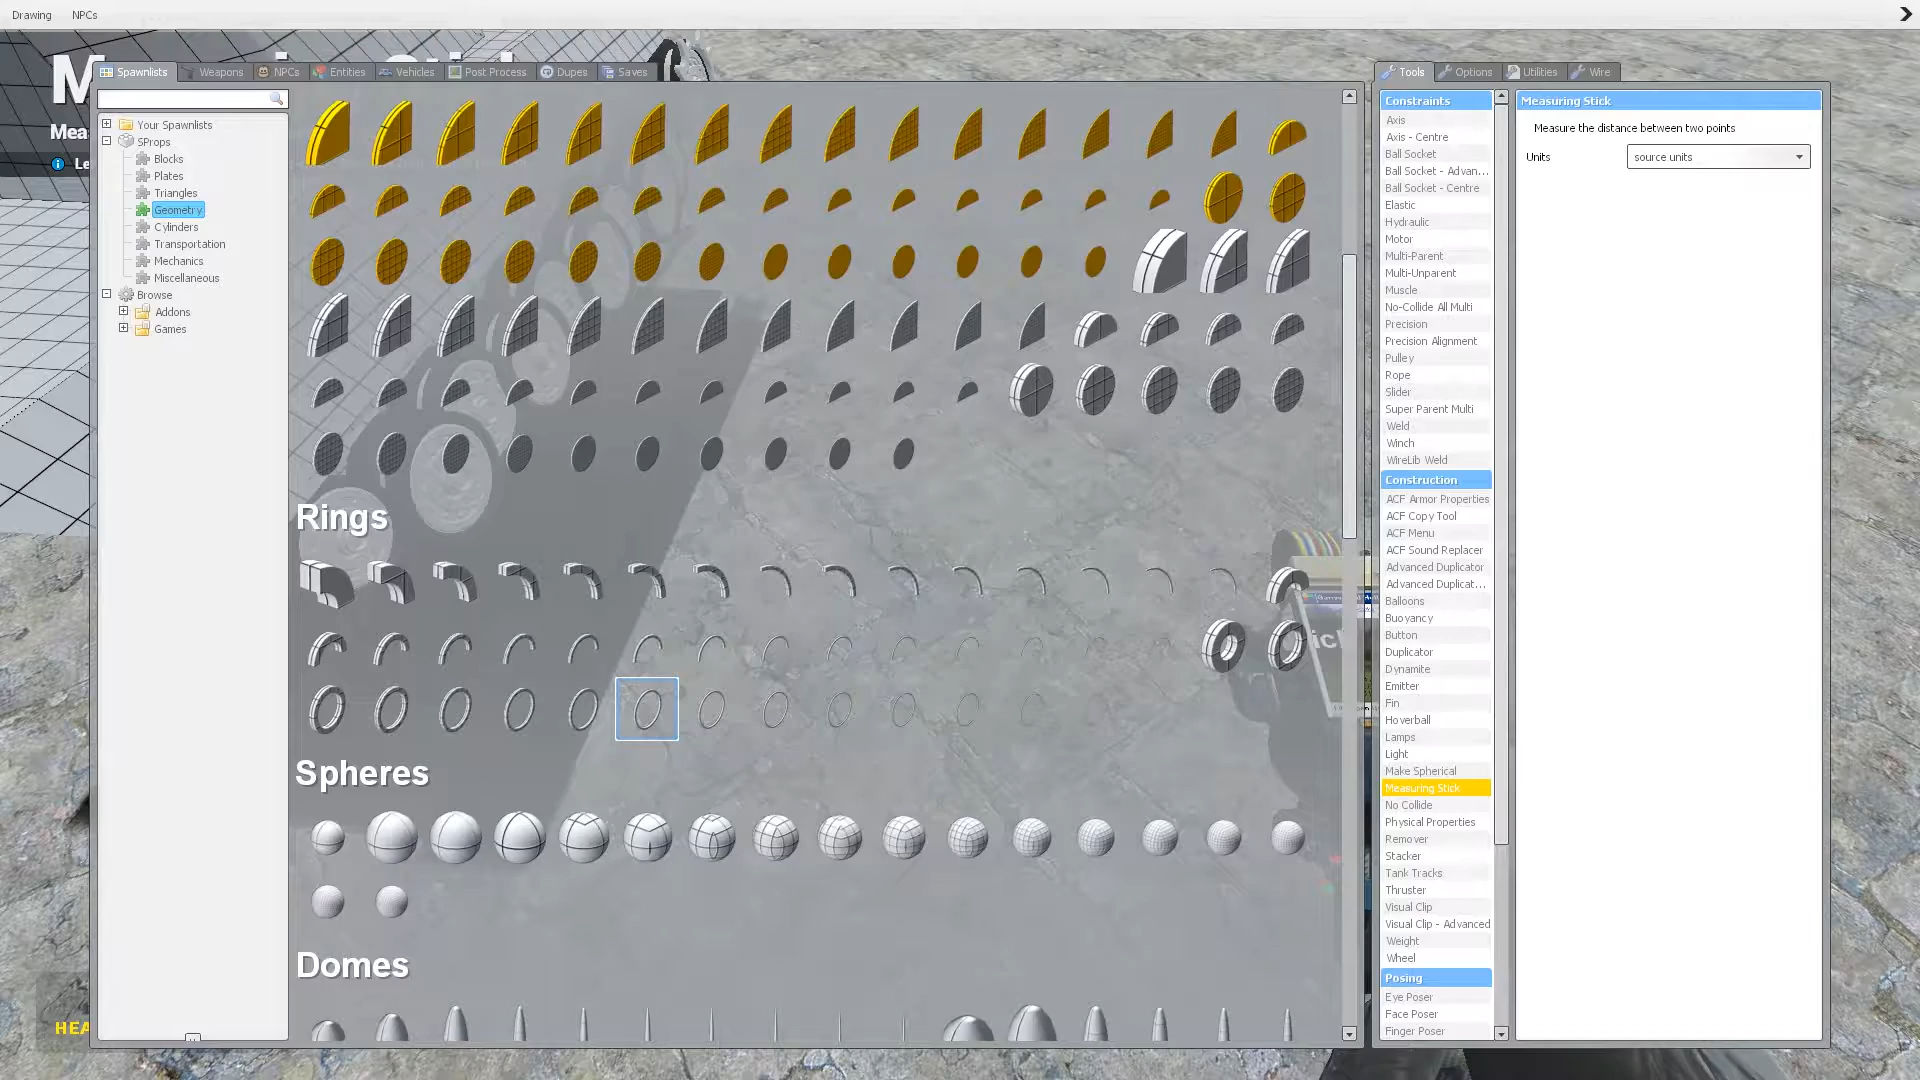 Drawing NPCs
Spawnlists Weapons NPCs Entities Vehicles Post Process Dupes Saves
Your Spawnlists
SProps
Blocks
Plates
Triangles
Geometry
Cylinders
Transportation
Mechanics
Miscellaneous
Browse
Addons
Games
M
Mea
Le
HEA
Rings
Spheres
Domes
Tools Options Utilities Wire
Constraints
Axis
Axis - Centre
Ball Socket
Ball Socket - Advan...
Ball Socket - Centre
Elastic
Hydraulic
Motor
Multi-Parent
Multi-Unparent
Muscle
No-Collide All Multi
Precision
Precision Alignment
Pulley
Rope
Slider
Super Parent Multi
Weld
Winch
WireLib Weld
Construction
ACF Armor Properties
ACF Copy Tool
ACF Menu
ACF Sound Replacer
Advanced Duplicator
Advanced Duplicat...
Balloons
Buoyancy
Button
Duplicator
Dynamite
Emitter
Fin
Hoverball
Lamps
Light
Make Spherical
Measuring Stick
No Collide
Physical Properties
Remover
Stacker
Tank Tracks
Thruster
Visual Clip
Visual Clip - Advanced
Weight
Wheel
Posing
Eye Poser
Face Poser
Finger Poser
Measuring Stick
Measure the distance between two points
Units source units